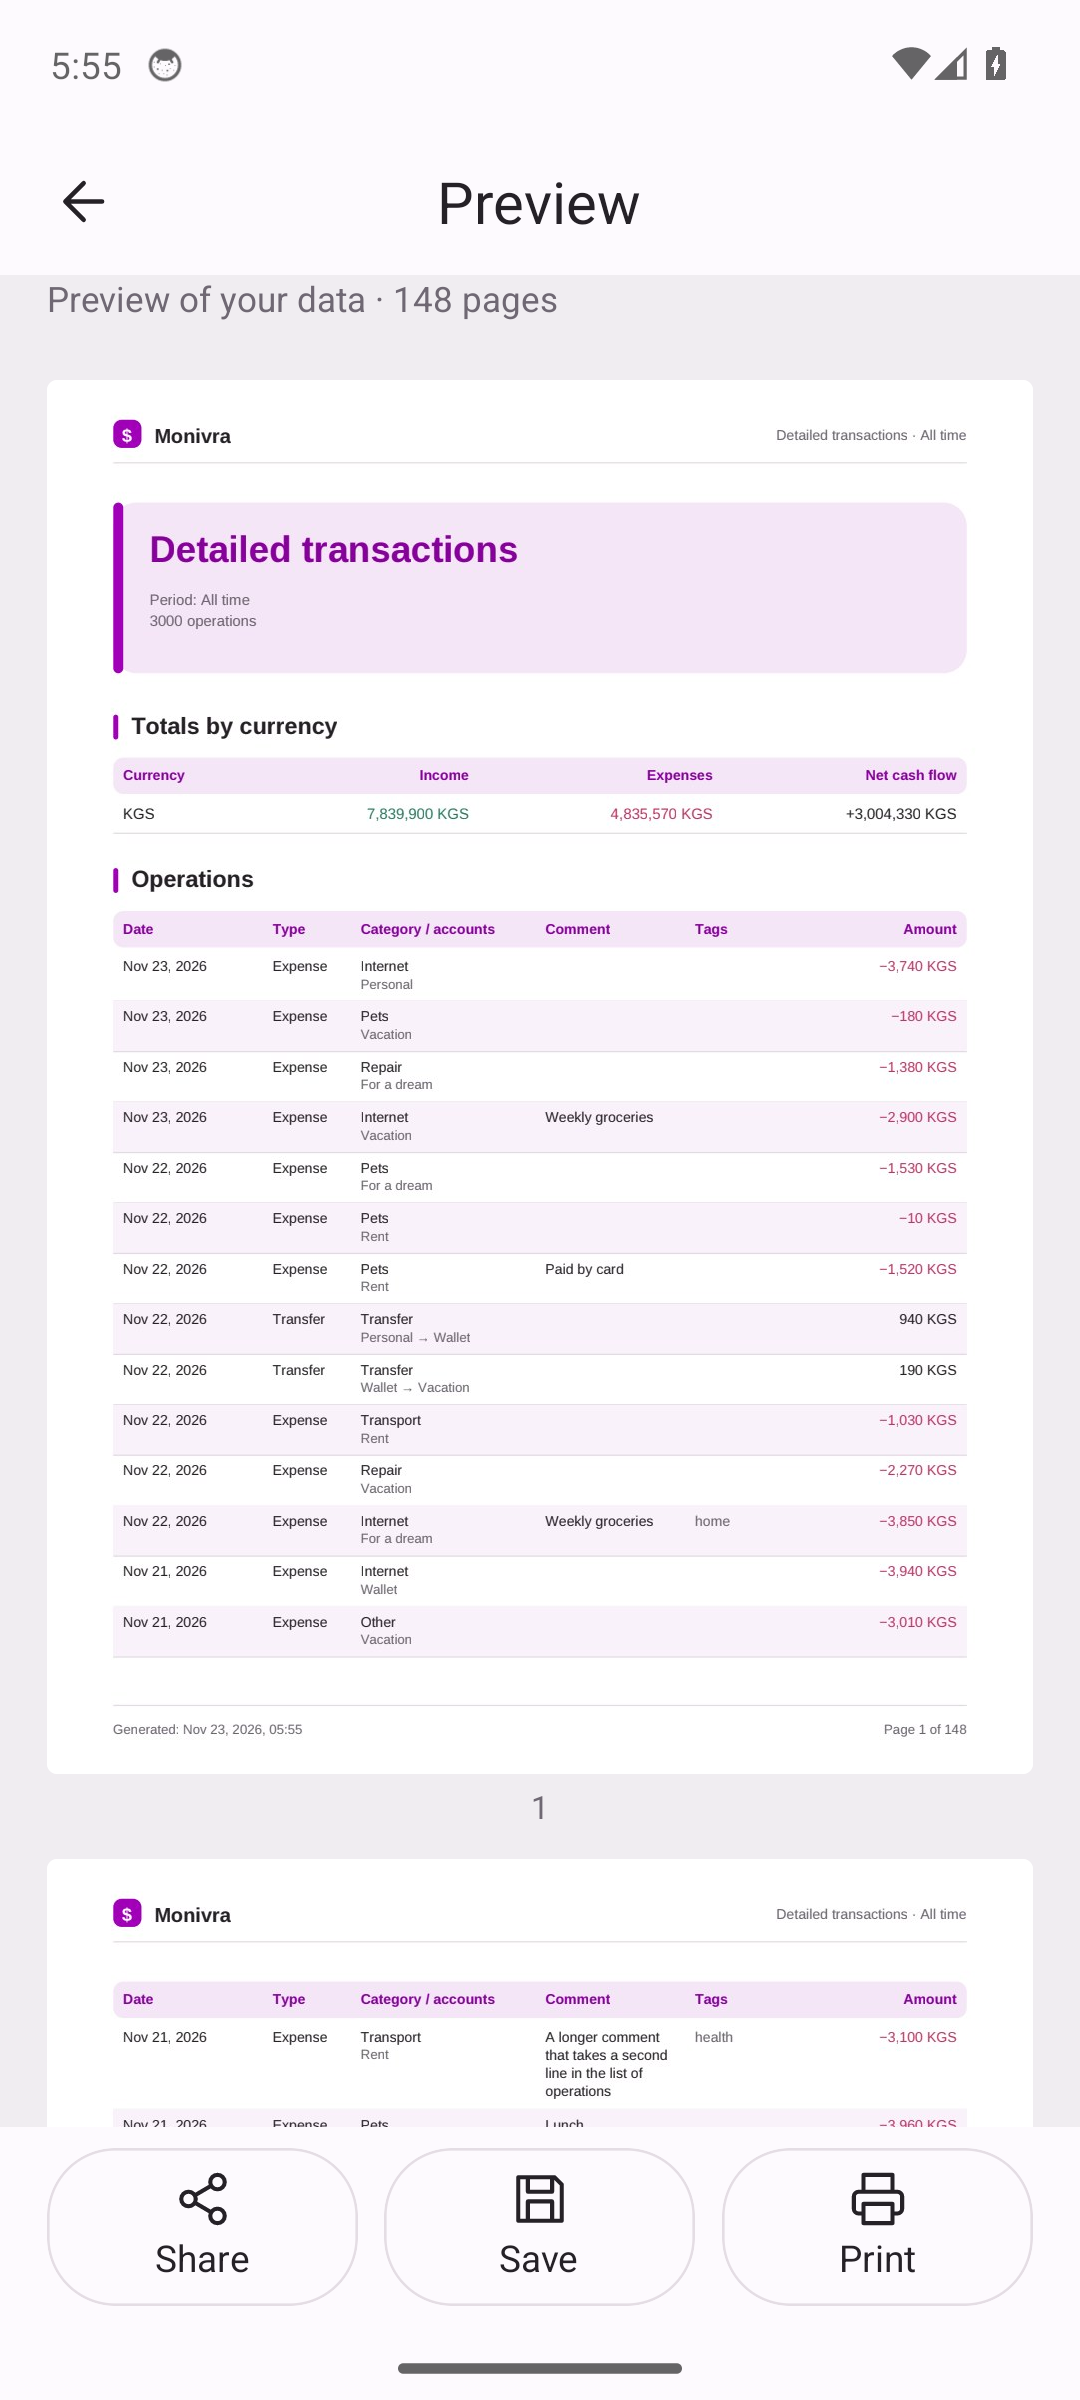 5:55
Preview
Preview of your data · 148 pages
$ Monivra
Detailed transactions · All time
Detailed transactions
Period: All time
3000 operations
Totals by currency
Currency Income Expenses Net cash flow
KGS 7,839,900 KGS 4,835,570 KGS +3,004,330 KGS
Operations
Date Type Category / accounts Comment Tags Amount
Nov 23, 2026 Expense Internet −3,740 KGS
Personal
Nov 23, 2026 Expense Pets −180 KGS
Vacation
Nov 23, 2026 Expense Repair −1,380 KGS
For a dream
Nov 23, 2026 Expense Internet Weekly groceries −2,900 KGS
Vacation
Nov 22, 2026 Expense Pets −1,530 KGS
For a dream
Nov 22, 2026 Expense Pets −10 KGS
Rent
Nov 22, 2026 Expense Pets Paid by card −1,520 KGS
Rent
Nov 22, 2026 Transfer Transfer 940 KGS
Personal → Wallet
Nov 22, 2026 Transfer Transfer 190 KGS
Wallet → Vacation
Nov 22, 2026 Expense Transport −1,030 KGS
Rent
Nov 22, 2026 Expense Repair −2,270 KGS
Vacation
Nov 22, 2026 Expense Internet Weekly groceries home −3,850 KGS
For a dream
Nov 21, 2026 Expense Internet −3,940 KGS
Wallet
Nov 21, 2026 Expense Other −3,010 KGS
Vacation
Generated: Nov 23, 2026, 05:55 Page 1 of 148
1
$ Monivra
Detailed transactions · All time
Date Type Category / accounts Comment Tags Amount
Nov 21, 2026 Expense Transport A longer comment health −3,100 KGS
Rent that takes a second
line in the list of
operations
Nov 21, 2026 Expense Pets Lunch −3,960 KGS
Share Save Print